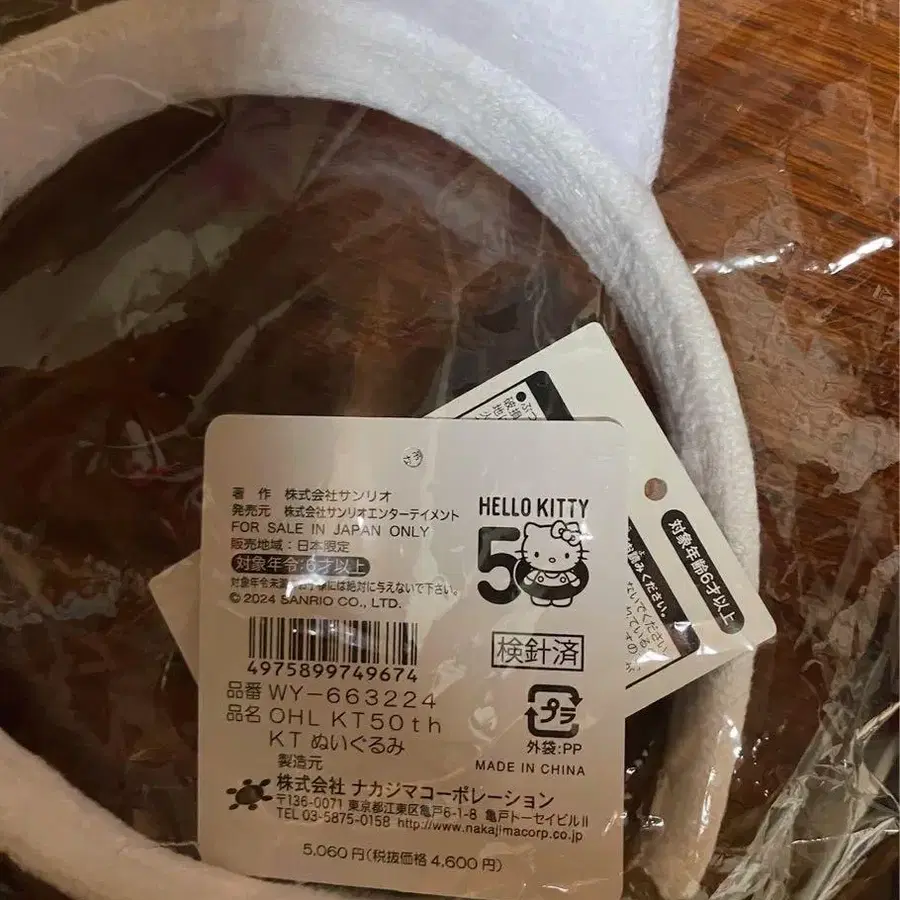 著作 株式会社サンリオ
発売元 株式会社サンリオエンターテイメント
FOR SALE IN JAPAN ONLY
販売地域:日本限定
対象年令:6才以上
© 2024 SANRIO CO., LTD.
4975899749674
品番 WY-663224
品名 OHL KT50th
KT ぬいぐるみ
製造元
株式会社 ナカジマコーポレーション
〒136-0071 東京都江東区亀戸6-1-8 亀戸トーセイビルⅡ
TEL 03-5875-0158 http://www.nakajimacorp.co.jp
5,060円(税抜価格 4,600円)
HELLO KITTY
50
検針済
プラ
外袋:PP
MADE IN CHINA
対象年齢6才以上